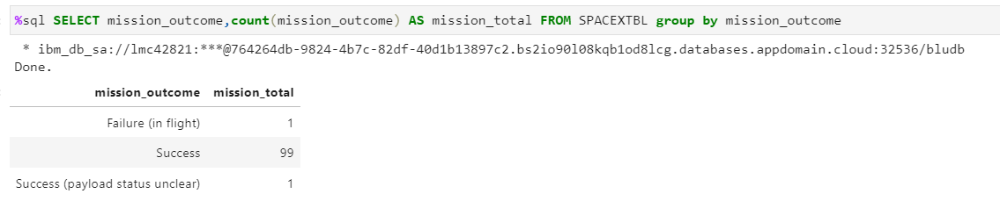 %sql SELECT mission_outcome,count(mission_outcome) AS mission_total FROM SPACEXTBL group by mission_outcome
* ibm_db_sa://lmc42821:***@764264db-9824-4b7c-82df-40d1b13897c2.bs2io90l08kqb1od8lcg.databases.appdomain.cloud:32536/bludb
Done.
mission_outcome mission_total
Failure (in flight) 1
Success 99
Success (payload status unclear) 1